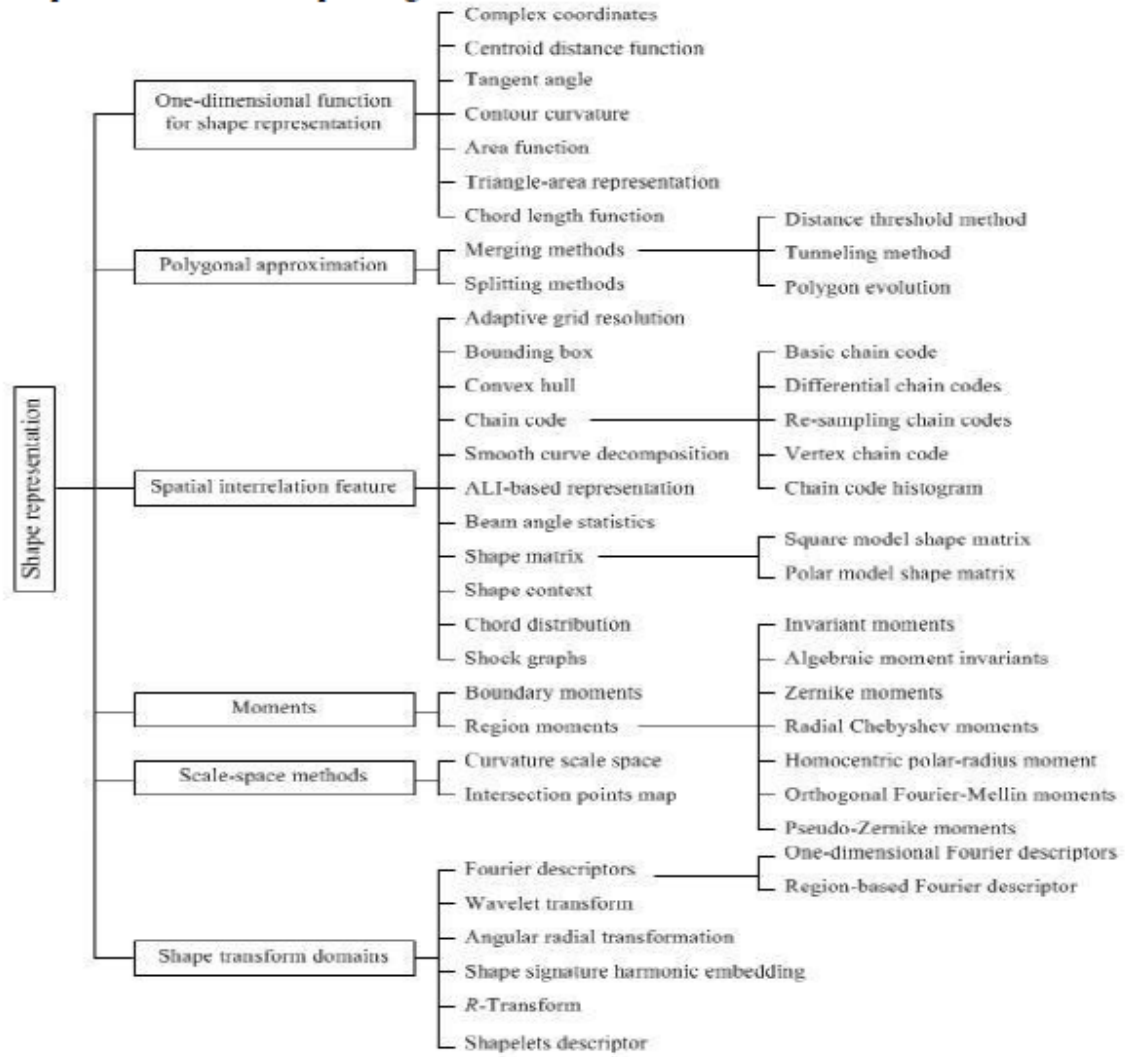 Shape representation
One-dimensional function
for shape representation
Complex coordinates
Centroid distance function
Tangent angle
Contour curvature
Area function
Triangle-area representation
Chord length function
Polygonal approximation
Merging methods
Distance threshold method
Tunneling method
Polygon evolution
Splitting methods
Spatial interrelation feature
Adaptive grid resolution
Bounding box
Convex hull
Chain code
Basic chain code
Differential chain codes
Re-sampling chain codes
Vertex chain code
Chain code histogram
Smooth curve decomposition
ALI-based representation
Beam angle statistics
Shape matrix
Square model shape matrix
Polar model shape matrix
Shape context
Chord distribution
Shock graphs
Moments
Boundary moments
Region moments
Invariant moments
Algebraic moment invariants
Zernike moments
Radial Chebyshev moments
Homocentric polar-radius moment
Orthogonal Fourier-Mellin moments
Pseudo-Zernike moments
Scale-space methods
Curvature scale space
Intersection points map
Shape transform domains
Fourier descriptors
One-dimensional Fourier descriptors
Region-based Fourier descriptor
Wavelet transform
Angular radial transformation
Shape signature harmonic embedding
R-Transform
Shapelets descriptor